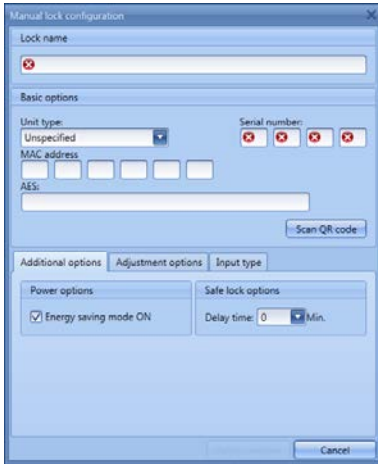 Manual lock configuration
Lock name
Basic options
Unit type: Serial number:
Unspecified
MAC address
AES:
Scan QR code
Additional options Adjustment options Input type
Power options Safe lock options
Energy saving mode ON Delay time: 0 Min.
Cancel